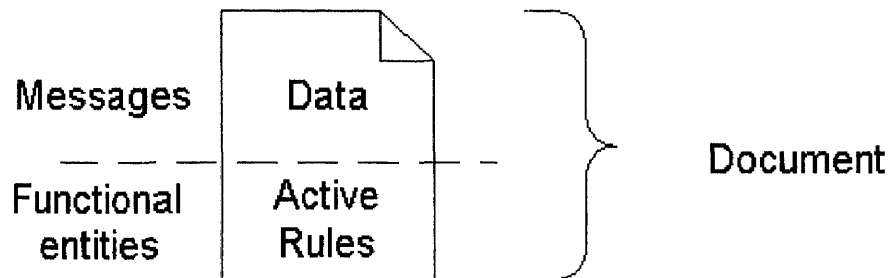 Messages
Data
Document
Functional
entities
Active
Rules